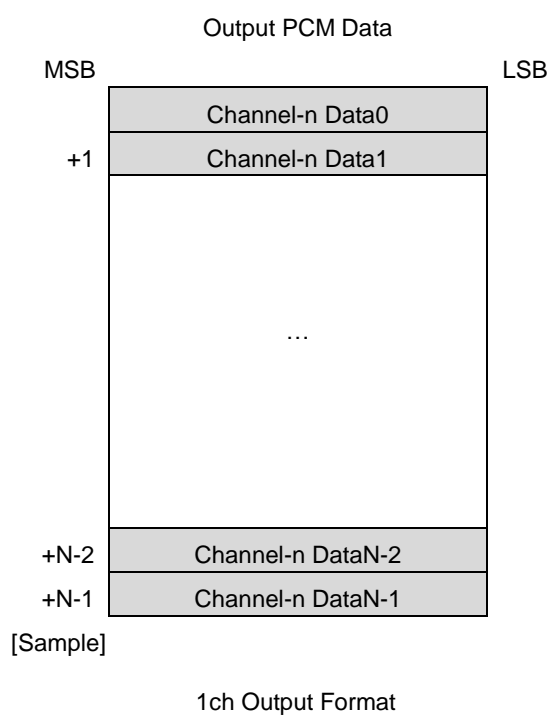 Output PCM Data
MSB LSB
Channel-n Data0
+1 Channel-n Data1
…
+N-2 Channel-n DataN-2
+N-1 Channel-n DataN-1
[Sample]
1ch Output Format